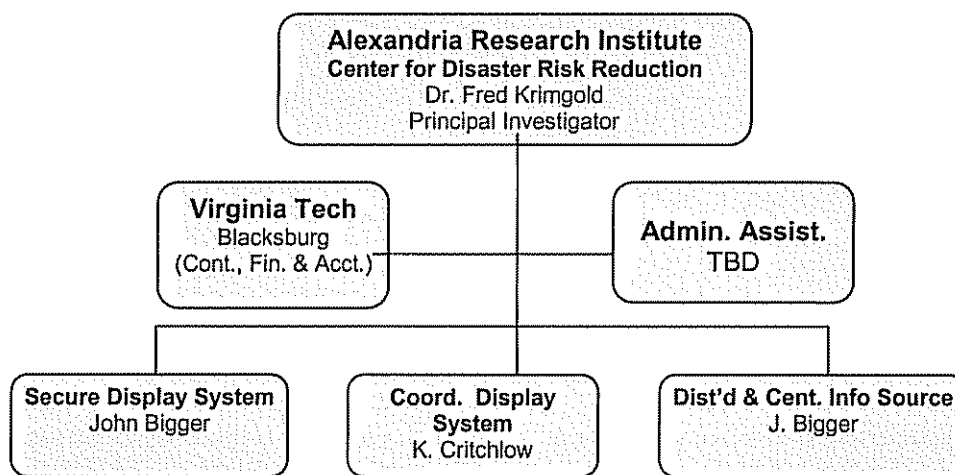 Alexandria Research Institute
Center for Disaster Risk Reduction
Dr. Fred Krimgold
Principal Investigator
Virginia Tech
Blacksburg
(Cont., Fin. & Acct.)
Admin. Assist.
TBD
Secure Display System
John Bigger
Coord. Display
System
K. Critchlow
Dist'd & Cent. Info Source
J. Bigger